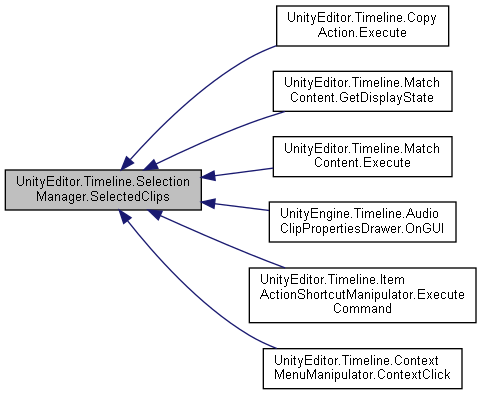 UnityEditor.Timeline.Copy
Action.Execute
UnityEditor.Timeline.Match
Content.GetDisplayState
UnityEditor.Timeline.Match
Content.Execute
UnityEditor.Timeline.Selection
Manager.SelectedClips
UnityEngine.Timeline.Audio
ClipPropertiesDrawer.OnGUI
UnityEditor.Timeline.Item
ActionShortcutManipulator.Execute
Command
UnityEditor.Timeline.Context
MenuManipulator.ContextClick